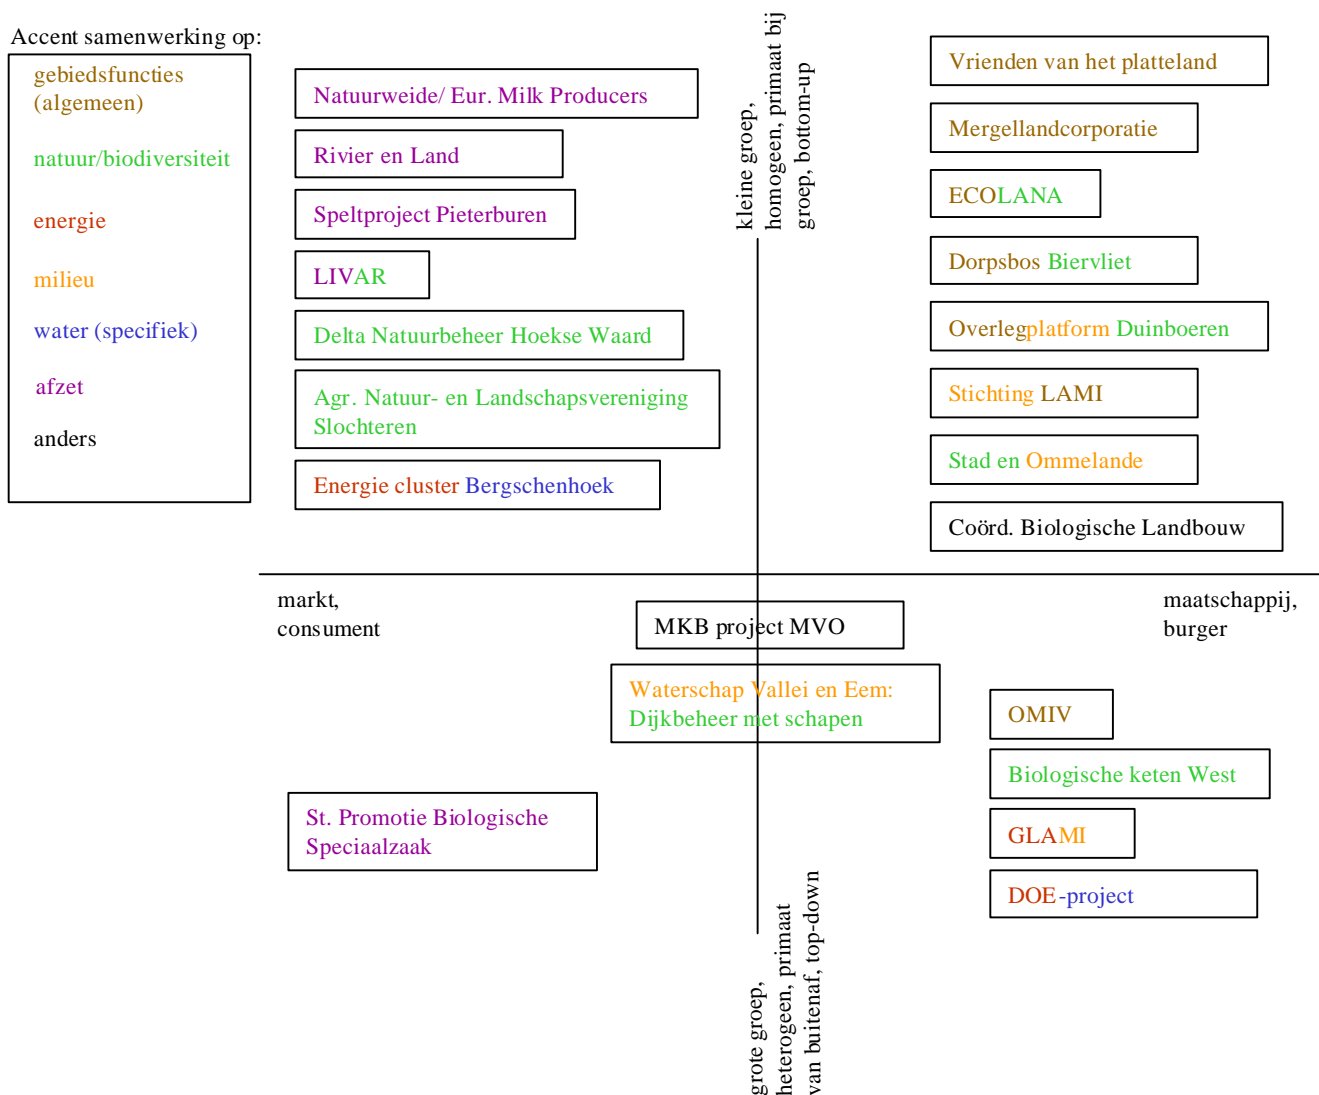 Accent samenwerking op:
gebiedsfuncties
(algemeen)
natuur/biodiversiteit
energie
milieu
water (specifiek)
afzet
anders
Natuurweide/ Eur. Milk Producers
Rivier en Land
Speltproject Pieterburen
LIVAR
Delta Natuurbeheer Hoekse Waard
Agr. Natuur- en Landschapsvereniging
Slochteren
Energie cluster Bergschenhoek
kleine groep,
homogeen, primaat bij
groep, bottom-up
Vrienden van het platteland
Mergellandcorporatie
ECOLANA
Dorpsbos Biervliet
Overlegplatform Duinboeren
Stichting LAMI
Stad en Ommelande
Coörd. Biologische Landbouw
markt,
consument
maatschappij,
burger
MKB project MVO
Waterschap Vallei en Eem:
Dijkbeheer met schapen
St. Promotie Biologische
Speciaalzaak
OMIV
Biologische keten West
GLAMI
DOE-project
grote groep,
heterogeen, primaat
van buitenaf, top-down